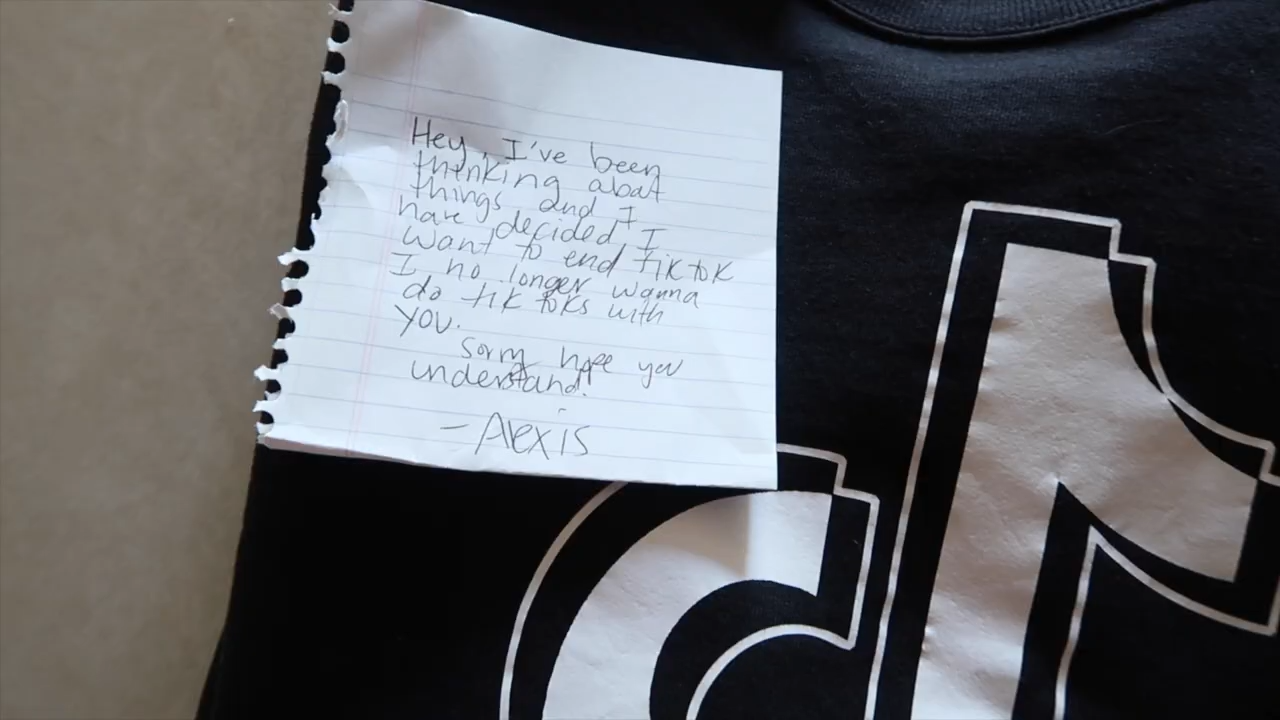 Hey, I've been
thinking about
things and I
have decided I
want to end tik tok
I no longer wanna
do tik toks with
you.
sorry hope you
understand.
- Alexis